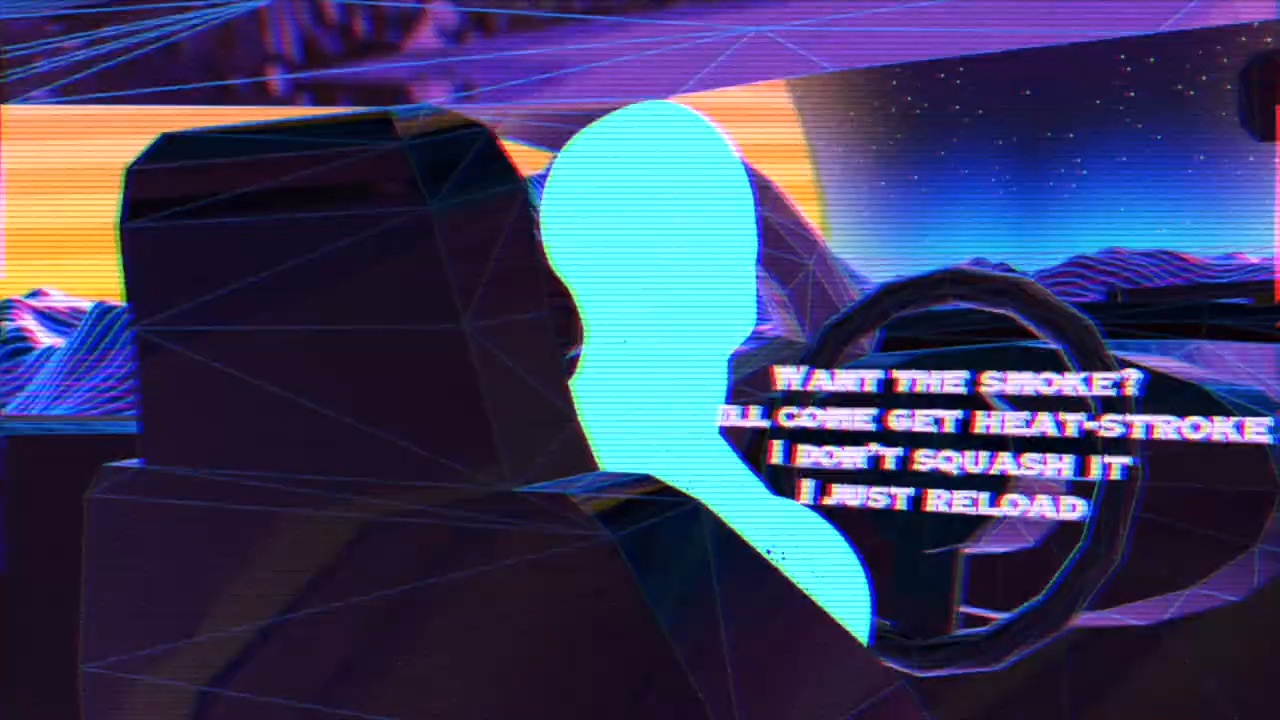 WANT THE SMOKE?
ILL COME GET HEAT-STROKE
I DON'T SQUASH IT
I JUST RELOAD